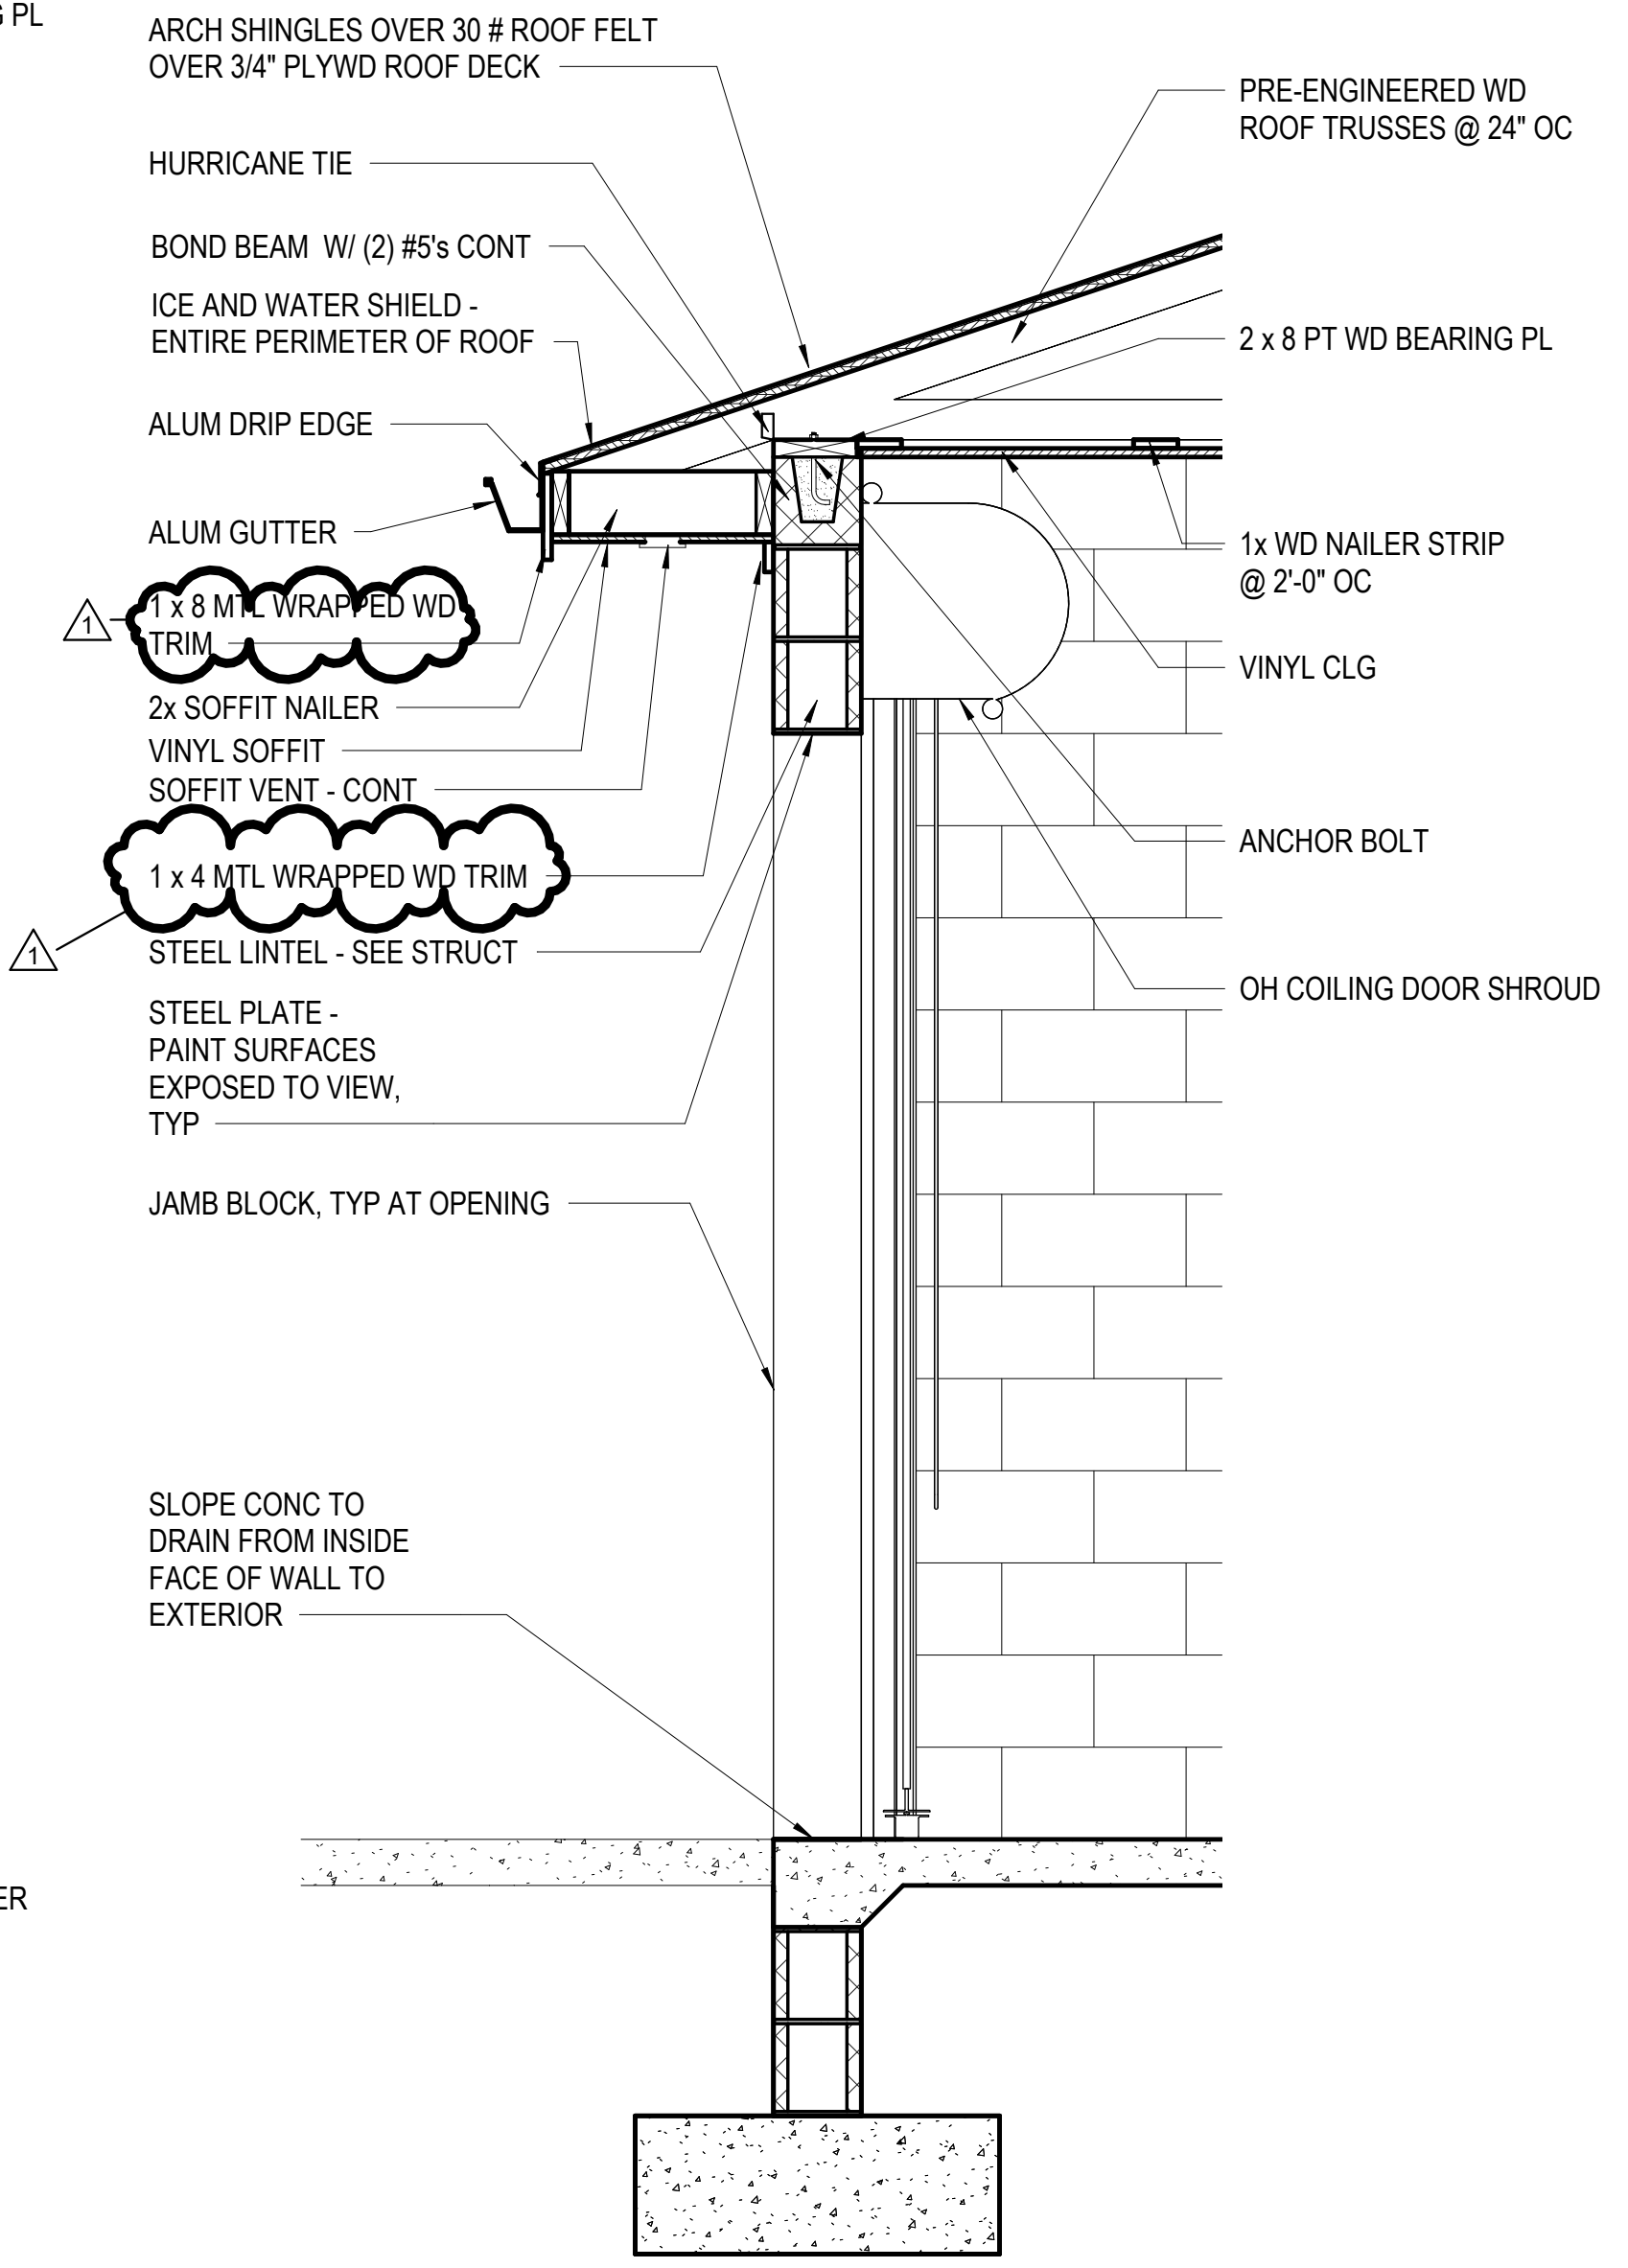 G PL
ARCH SHINGLES OVER 30 # ROOF FELT
OVER 3/4" PLYWD ROOF DECK
HURRICANE TIE
BOND BEAM W/ (2) #5's CONT
ICE AND WATER SHIELD -
ENTIRE PERIMETER OF ROOF
ALUM DRIP EDGE
ALUM GUTTER
1
1 x 8 MTL WRAPPED WD
TRIM
2x SOFFIT NAILER
VINYL SOFFIT
SOFFIT VENT - CONT
1 x 4 MTL WRAPPED WD TRIM
1
STEEL LINTEL - SEE STRUCT
STEEL PLATE -
PAINT SURFACES
EXPOSED TO VIEW,
TYP
JAMB BLOCK, TYP AT OPENING
SLOPE CONC TO
DRAIN FROM INSIDE
FACE OF WALL TO
EXTERIOR
ER
PRE-ENGINEERED WD
ROOF TRUSSES @ 24" OC
2 x 8 PT WD BEARING PL
1x WD NAILER STRIP
@ 2'-0" OC
VINYL CLG
ANCHOR BOLT
OH COILING DOOR SHROUD